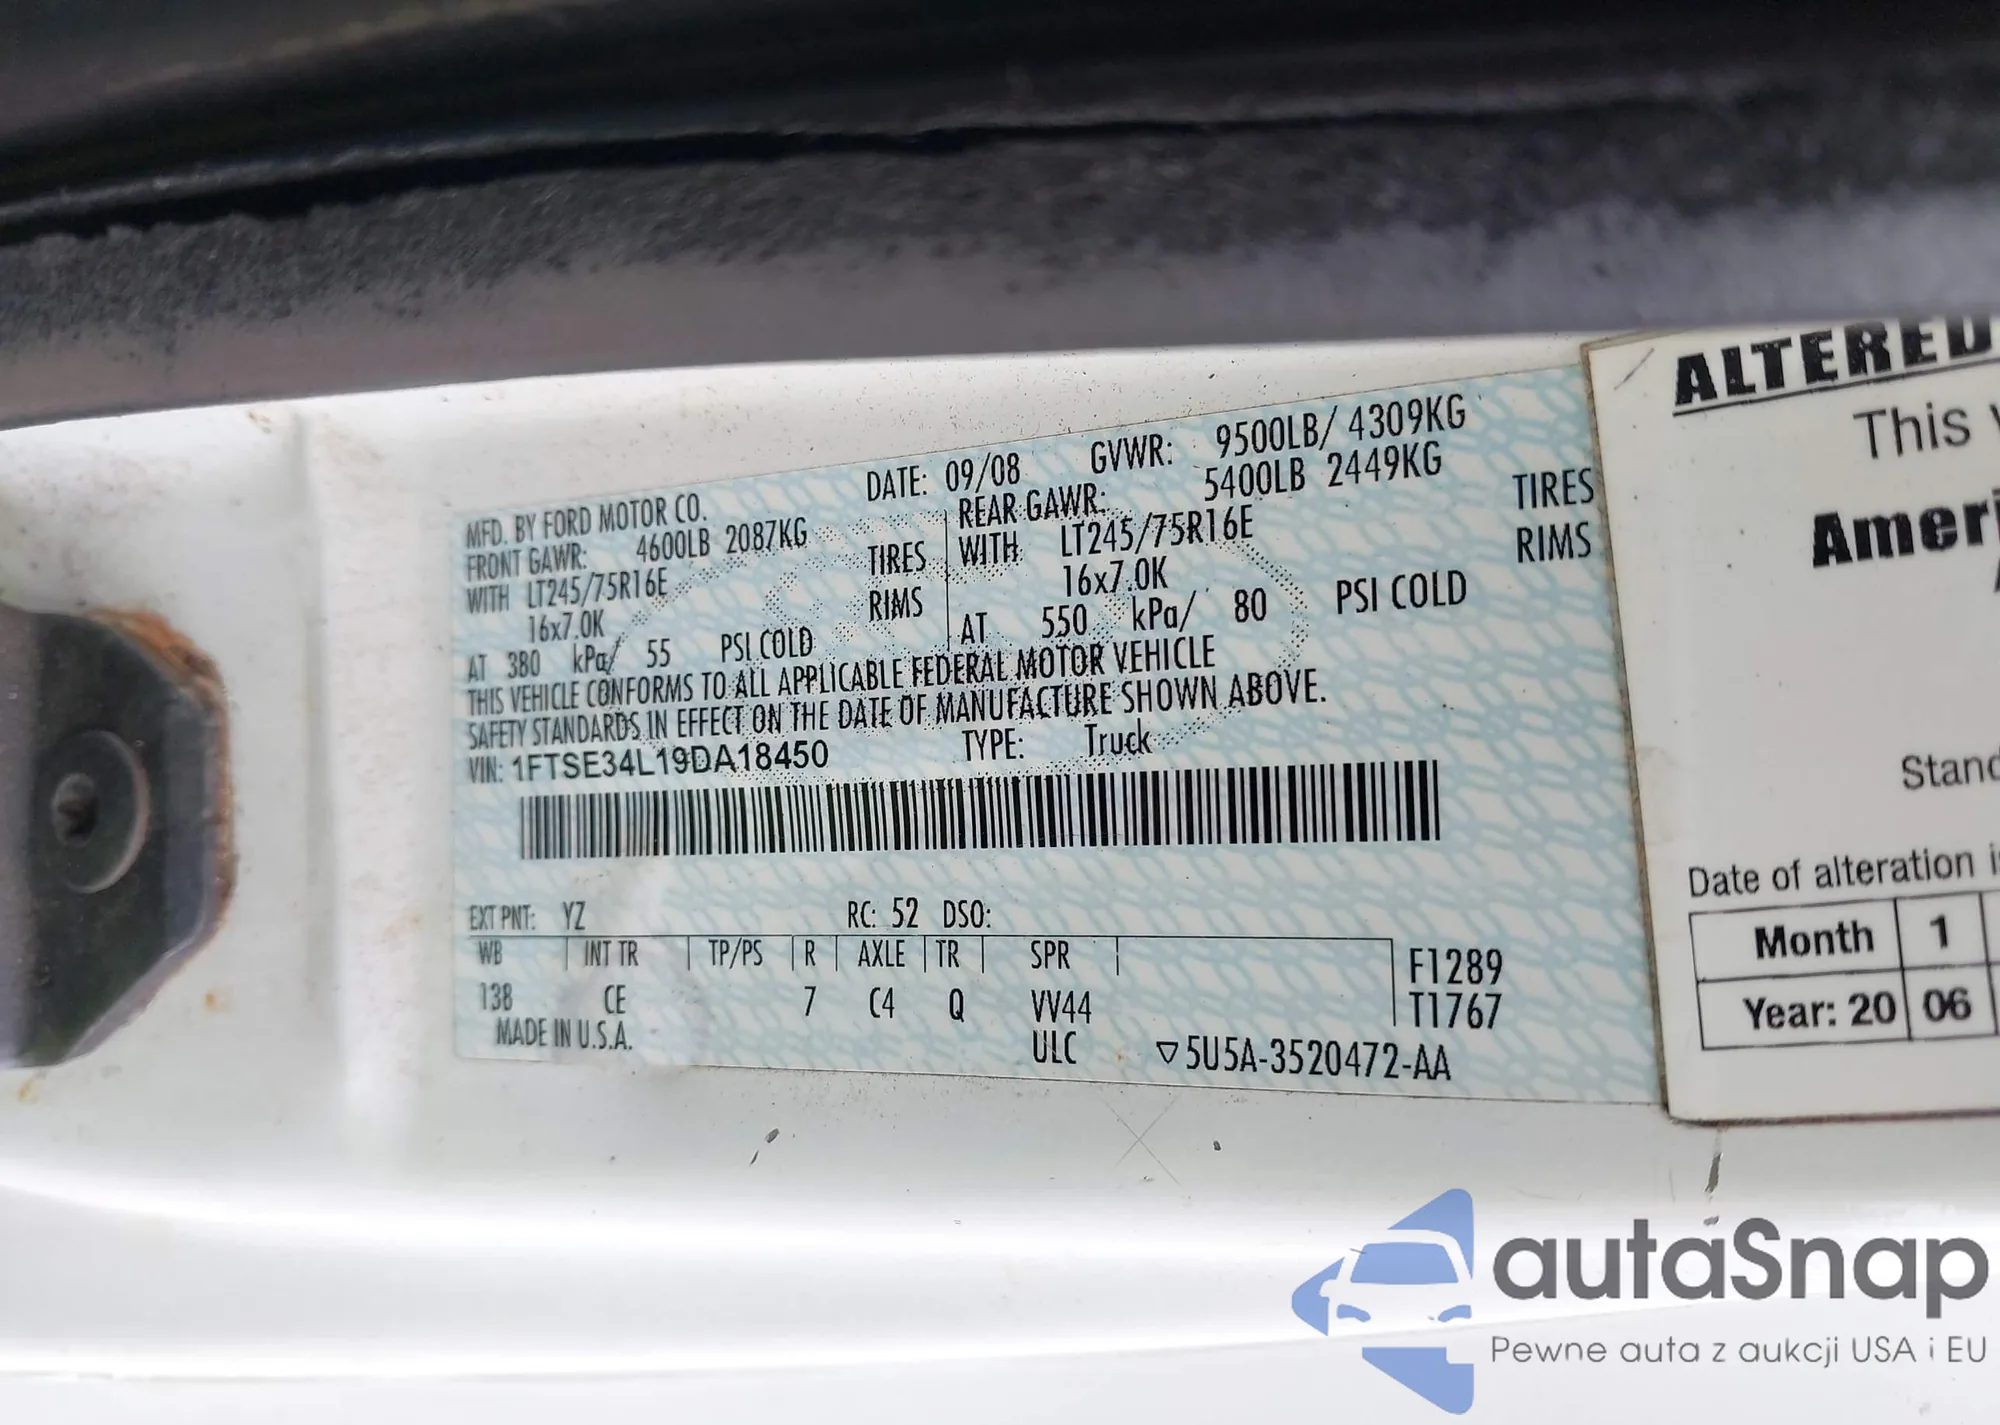 MFD. BY FORD MOTOR CO. DATE: 09/08 GVWR: 9500LB/ 4309KG
FRONT GAWR: 4600LB 2087KG
WITH LT245/75R16E TIRES
16x7.0K RIMS
AT 380 kPa/ 55 PSI COLD
REAR GAWR: 5400LB 2449KG
WITH LT245/75R16E TIRES
16x7.0K RIMS
AT 550 kPa/ 80 PSI COLD
THIS VEHICLE CONFORMS TO ALL APPLICABLE FEDERAL MOTOR VEHICLE
SAFETY STANDARDS IN EFFECT ON THE DATE OF MANUFACTURE SHOWN ABOVE.
VIN: 1FTSE34L19DA18450 TYPE: Truck
EXT PNT: YZ RC: 52 DSO:
WB INT TR TP/PS R AXLE TR SPR
138 CE 7 C4 Q VV44
MADE IN U.S.A. ULC
F1289
T1767
▽5U5A-3520472-AA
ALTERED
This
Ameri
Stand
Date of alteration i
Month 1
Year: 20 06
autaSnap
Pewne auta z aukcji USA i EU